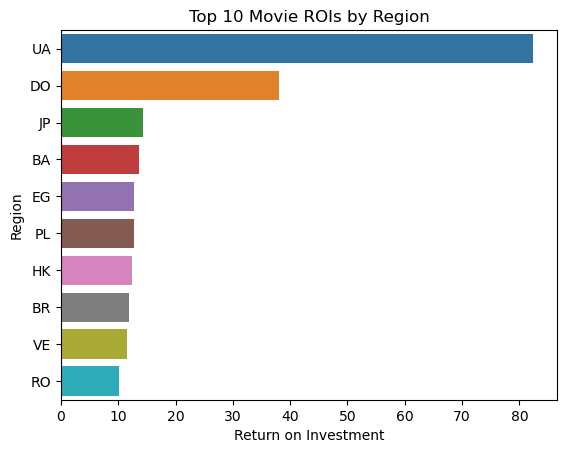 Top 10 Movie ROIs by Region
UA
DO
JP
BA
EG
PL
HK
BR
VE
RO
Region
0 10 20 30 40 50 60 70 80
Return on Investment